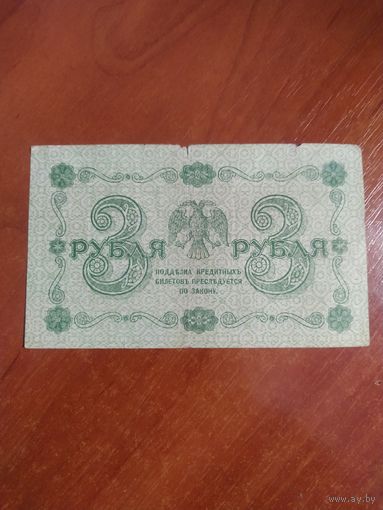 3 РУБЛЯ 3 РУБЛЯ
ПОДДѢЛКА КРЕДИТНЫХЪ
БИЛЕТОВЪ ПРЕСЛѢДУЕТСЯ
ПО ЗАКОНУ.
www.ay.by